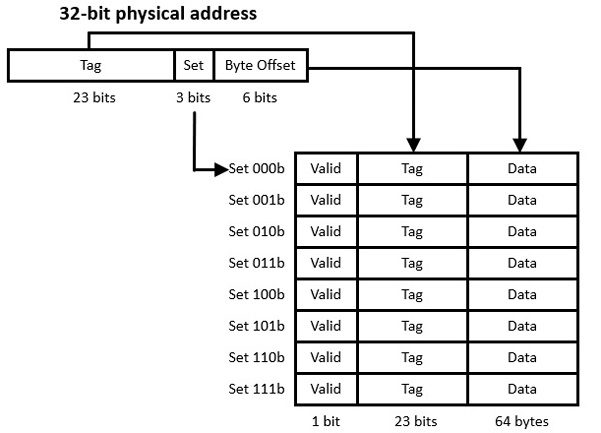 32-bit physical address
Tag Set Byte Offset
23 bits 3 bits 6 bits
Set 000b Valid Tag Data
Set 001b Valid Tag Data
Set 010b Valid Tag Data
Set 011b Valid Tag Data
Set 100b Valid Tag Data
Set 101b Valid Tag Data
Set 110b Valid Tag Data
Set 111b Valid Tag Data
1 bit 23 bits 64 bytes